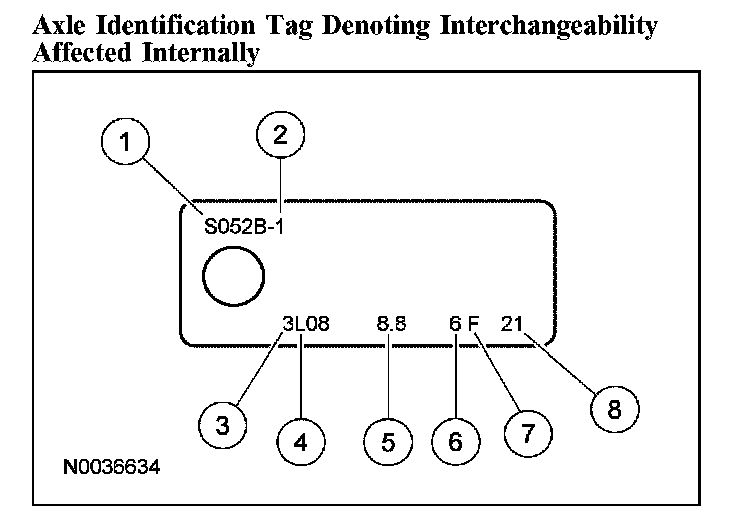 Axle Identification Tag Denoting Interchangeability
Affected Internally
1 2
S052B-1
3L08 8.8 6 F 21
3 4 5 6 7 8
N0036634